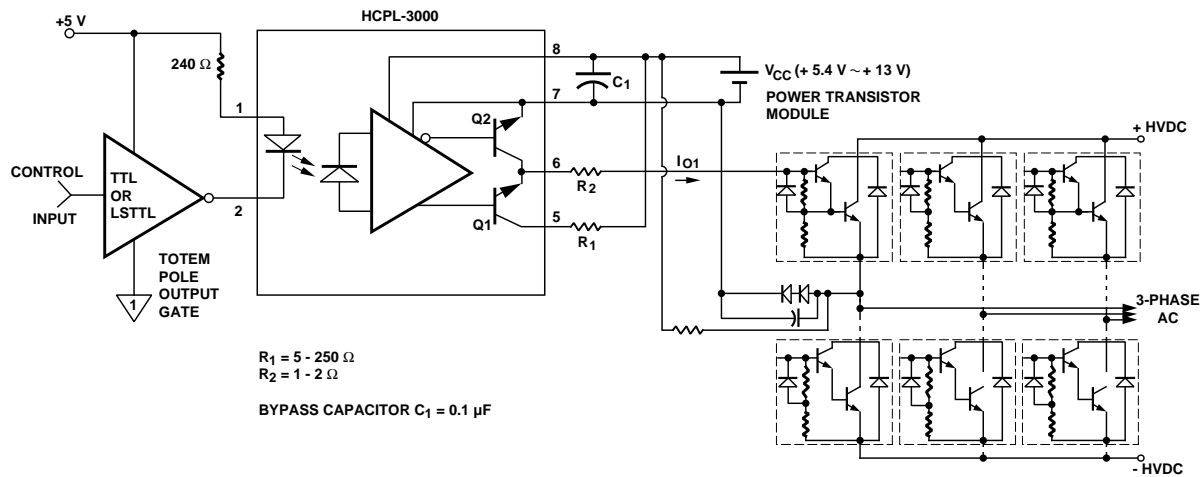 HCPL-3000
+5 V
240 Ω
1
2
CONTROL
INPUT
TTL
OR
LSTTL
1
TOTEM
POLE
OUTPUT
GATE
Q2
Q1
8
7
6
5
C1
R2
R1
IO1
VCC (+ 5.4 V ~ + 13 V)
POWER TRANSISTOR
MODULE
+ HVDC
3-PHASE
AC
- HVDC
R1 = 5 - 250 Ω
R2 = 1 - 2 Ω
BYPASS CAPACITOR C1 = 0.1 µF